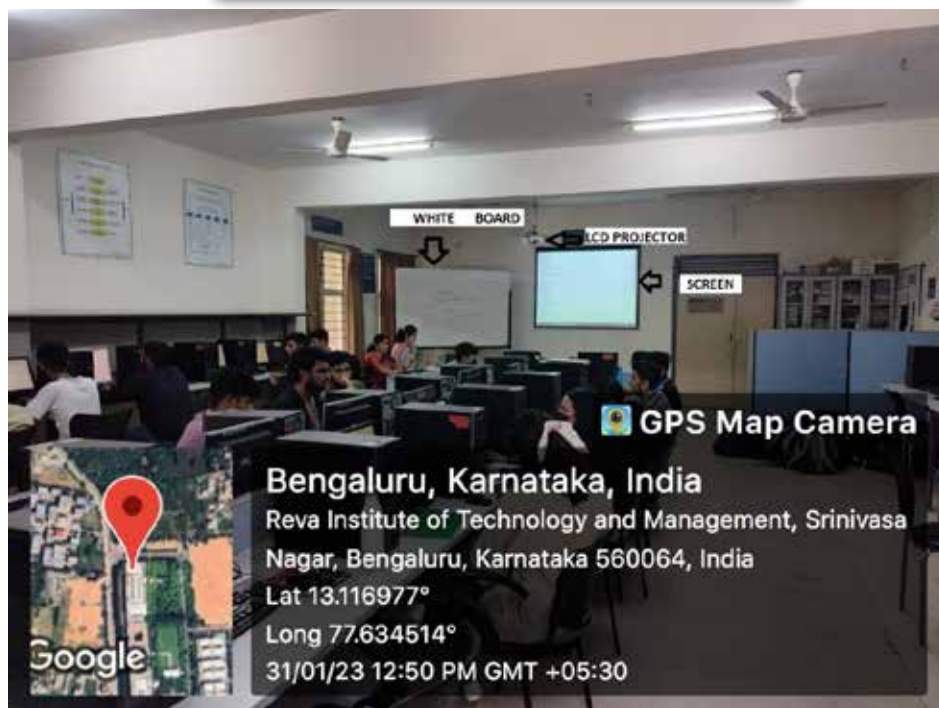 WHITE BOARD
LCD PROJECTOR
SCREEN
GPS Map Camera
Bengaluru, Karnataka, India
Reva Institute of Technology and Management, Srinivasa
Nagar, Bengaluru, Karnataka 560064, India
Lat 13.116977°
Long 77.634514°
31/01/23 12:50 PM GMT +05:30
Google